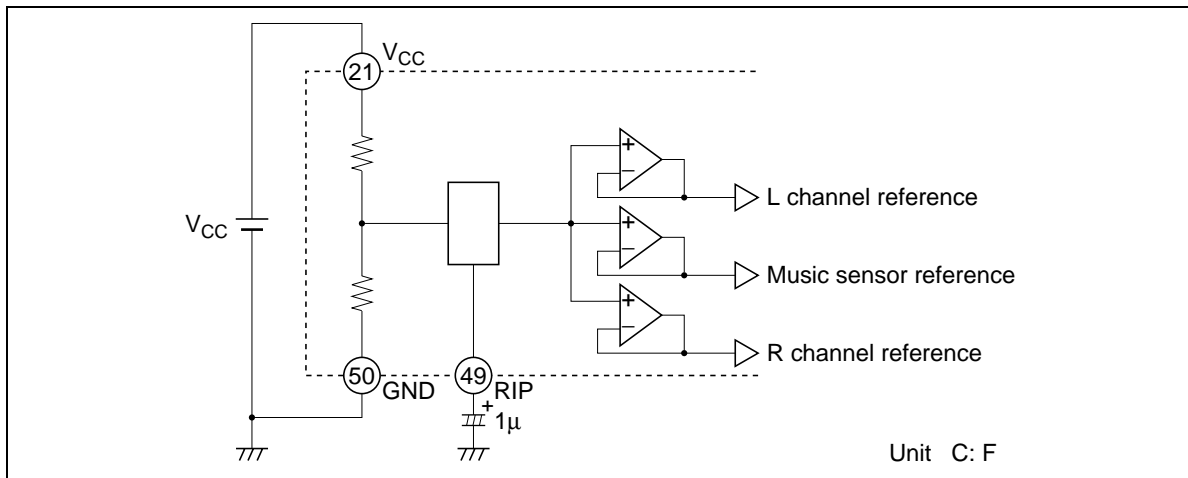 VCC
21
+
−
L channel reference
VCC
+
−
Music sensor reference
+
−
R channel reference
50
GND
49
RIP
+
1μ
Unit C: F